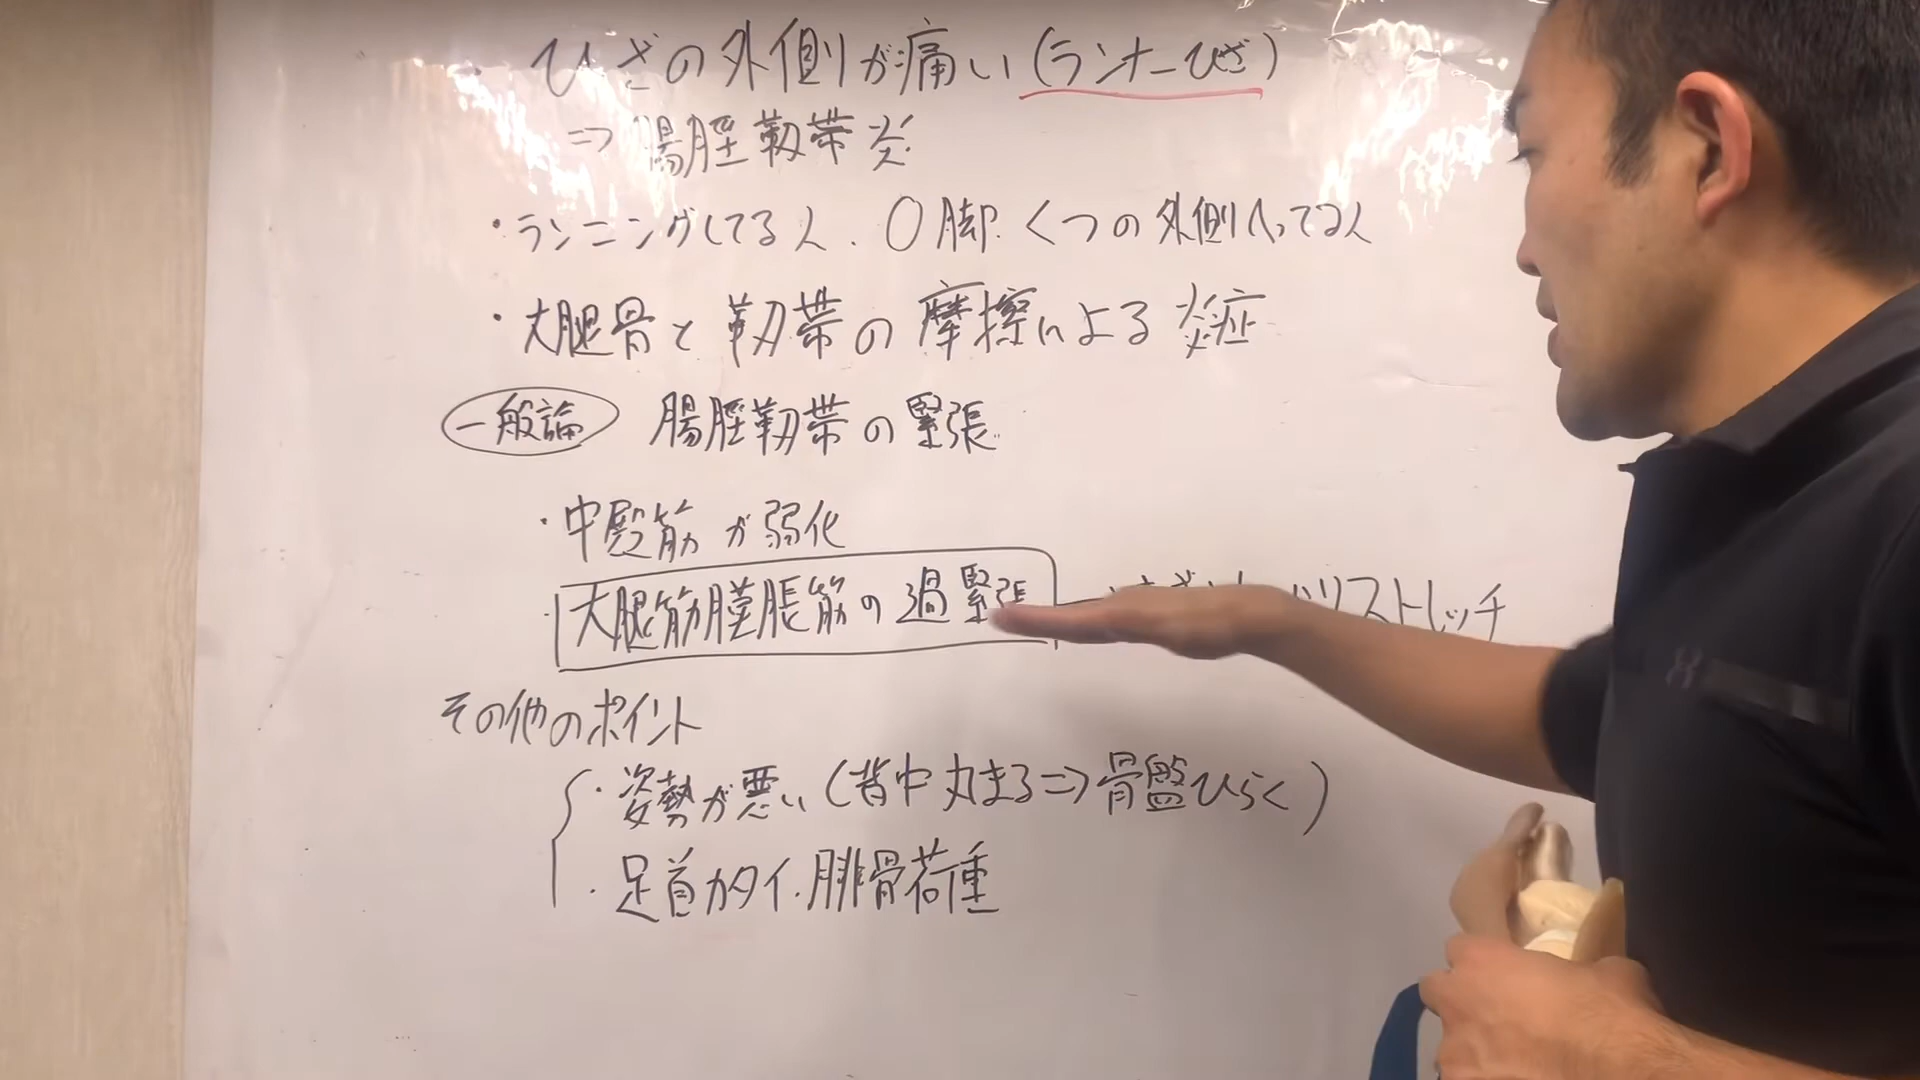 ひざの外側が痛い(ランナーひざ)
⇒腸脛靱帯炎
・ランニングしてる人. O脚. くつの外側へってる人
・大腿骨と靱帯の摩擦による炎症
一般論 腸脛靱帯の緊張
・中殿筋が弱化
・大腿筋膜張筋の過緊張 ストレッチ
その他のポイント
・姿勢が悪い(背中丸まる⇒骨盤ひらく)
・足首カタイ.腓骨荷重